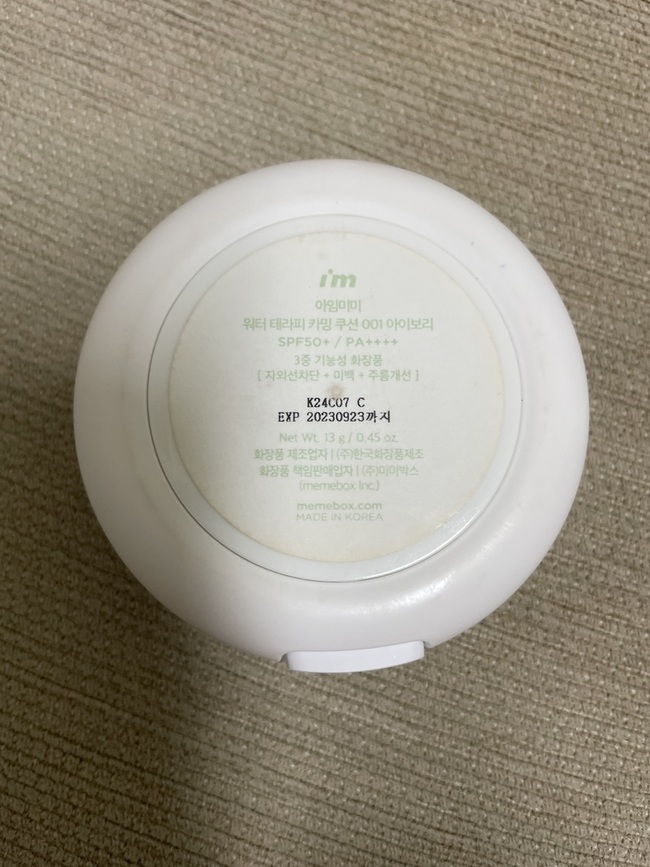 i'm
아임미미
워터 테라피 카밍 쿠션 001 아이보리
SPF50+ / PA++++
3중 기능성 화장품
[ 자외선차단 + 미백 + 주름개선 ]
K24C07 C
EXP 20230923까지
Net Wt. 13 g / 0.45 oz.
화장품 제조업자 | (주)한국화장품제조
화장품 책임판매업자 | (주)미미박스
(memebox Inc.)
memebox.com
MADE IN KOREA